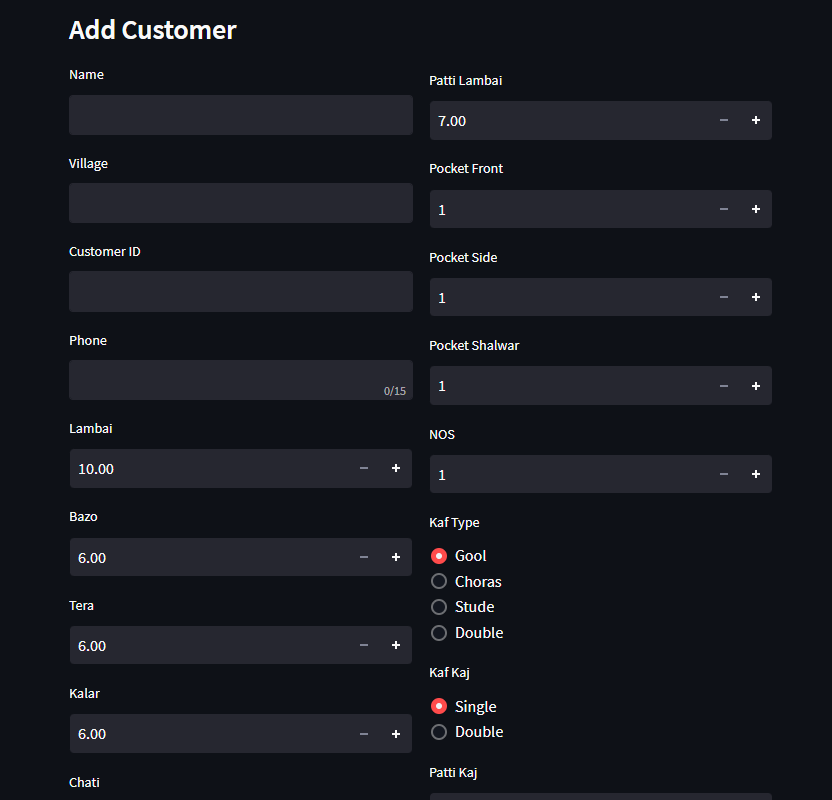 Add Customer
Name
Village
Customer ID
Phone
0/15
Lambai
10.00
Bazo
6.00
Tera
6.00
Kalar
6.00
Chati
Patti Lambai
7.00
Pocket Front
1
Pocket Side
1
Pocket Shalwar
1
NOS
1
Kaf Type
Gool
Choras
Stude
Double
Kaf Kaj
Single
Double
Patti Kaj